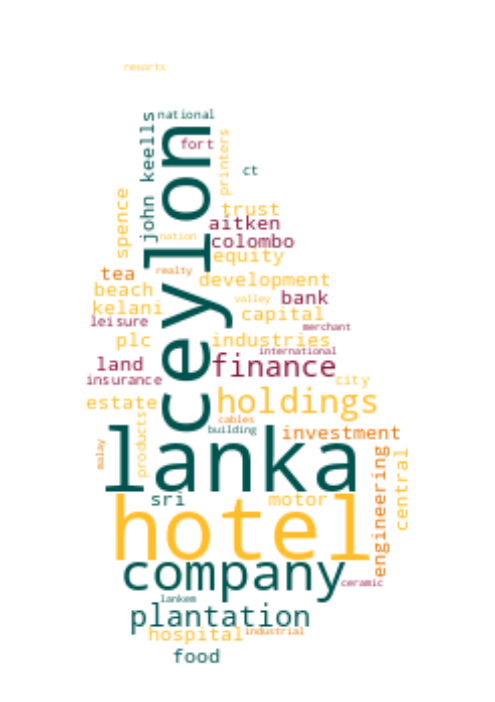 resorts
national
john keells
fort
printers
ct
ceylon
spence
trust
aitken
nation
colombo
equity
tea
realty
development
beach
valley
bank
kelani
capital
leisure
merchant
plc
industries
international
land
finance
insurance
city
estate
holdings
products
cables
building
investment
lanka
malay
engineering
central
sri
motor
hotel
company
ceramic
lankem
plantation
hospital
industrial
food